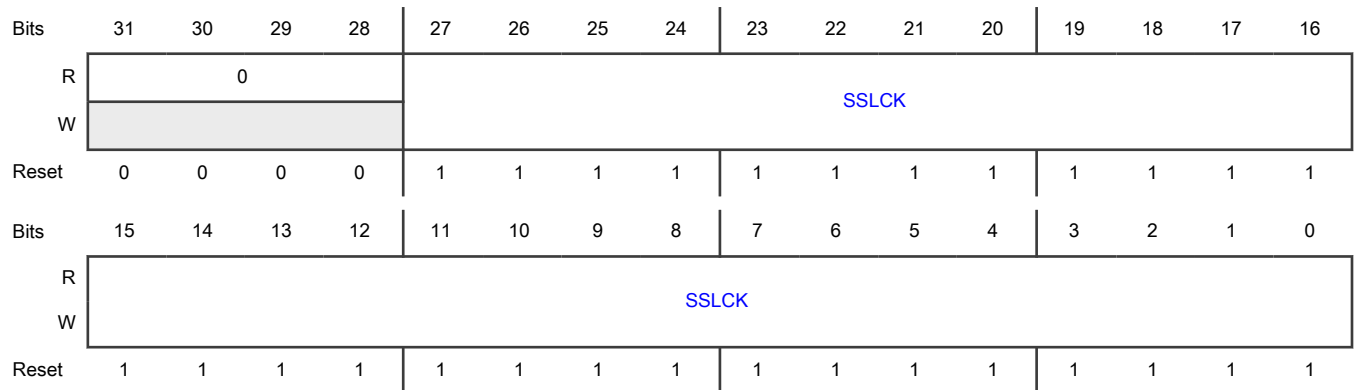 Bits 31 30 29 28 27 26 25 24 23 22 21 20 19 18 17 16
R 0
SSLCK
W
Reset 0 0 0 0 1 1 1 1 1 1 1 1 1 1 1 1
Bits 15 14 13 12 11 10 9 8 7 6 5 4 3 2 1 0
R
SSLCK
W
Reset 1 1 1 1 1 1 1 1 1 1 1 1 1 1 1 1